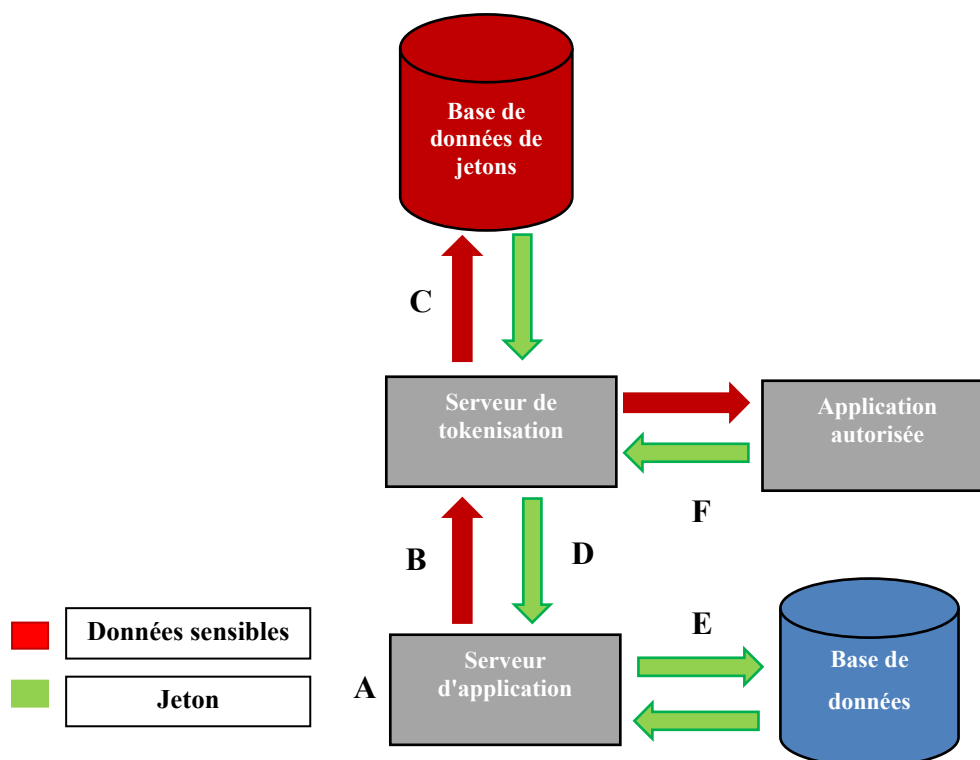 Base de
données de
jetons
C
Serveur de
tokenisation
Application
autorisée
F
B
D
Données sensibles
Jeton
A
Serveur
d'application
E
Base de
données